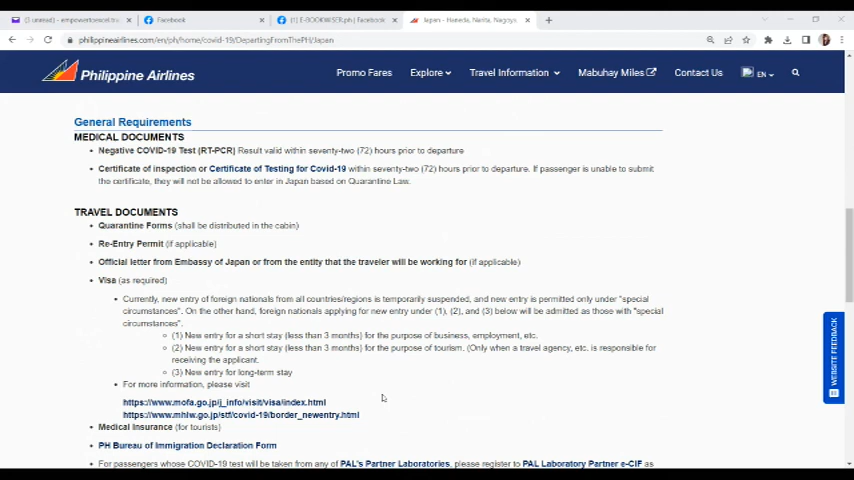 (3 unread) - empowertoexcel.tra
Facebook
(1) E-BOOKWISER.ph | Facebook
Japan - Haneda, Narita, Nagoya
philippineairlines.com/en/ph/home/covid-19/DepartingFromThePH/Japan
Philippine Airlines
Promo Fares
Explore
Travel Information
Mabuhay Miles
Contact Us
EN
General Requirements
MEDICAL DOCUMENTS
Negative COVID-19 Test (RT-PCR) Result valid within seventy-two (72) hours prior to departure
Certificate of inspection or Certificate of Testing for Covid-19 within seventy-two (72) hours prior to departure. If passenger is unable to submit
the certificate, they will not be allowed to enter in Japan based on Quarantine Law.
TRAVEL DOCUMENTS
Quarantine Forms (shall be distributed in the cabin)
Re-Entry Permit (if applicable)
Official letter from Embassy of Japan or from the entity that the traveler will be working for (if applicable)
Visa (as required)
Currently, new entry of foreign nationals from all countries/regions is temporarily suspended, and new entry is permitted only under "special
circumstances". On the other hand, foreign nationals applying for new entry under (1), (2), and (3) below will be admitted as those with "special
circumstances".
(1) New entry for a short stay (less than 3 months) for the purpose of business, employment, etc.
(2) New entry for a short stay (less than 3 months) for the purpose of tourism. (Only when a travel agency, etc. is responsible for
receiving the applicant.
(3) New entry for long-term stay
For more information, please visit
https://www.mofa.go.jp/j_info/visit/visa/index.html
https://www.mhlw.go.jp/stf/covid-19/border_newentry.html
Medical Insurance (for tourists)
PH Bureau of Immigration Declaration Form
For passengers whose COVID-19 test will be taken from any of PAL's Partner Laboratories, please register to PAL Laboratory Partner e-CIF as
WEBSITE FEEDBACK